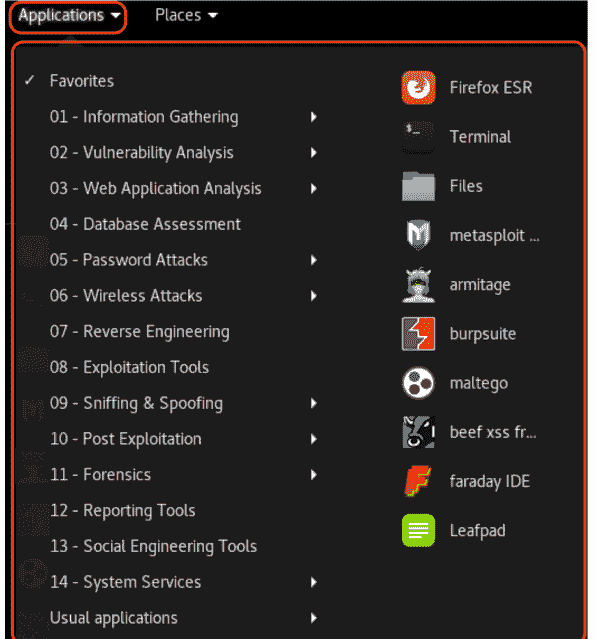 Applications Places
Favorites
01 - Information Gathering
02 - Vulnerability Analysis
03 - Web Application Analysis
04 - Database Assessment
05 - Password Attacks
06 - Wireless Attacks
07 - Reverse Engineering
08 - Exploitation Tools
09 - Sniffing & Spoofing
10 - Post Exploitation
11 - Forensics
12 - Reporting Tools
13 - Social Engineering Tools
14 - System Services
Usual applications
Firefox ESR
Terminal
Files
metasploit ...
armitage
burpsuite
maltego
beef xss fr...
faraday IDE
Leafpad